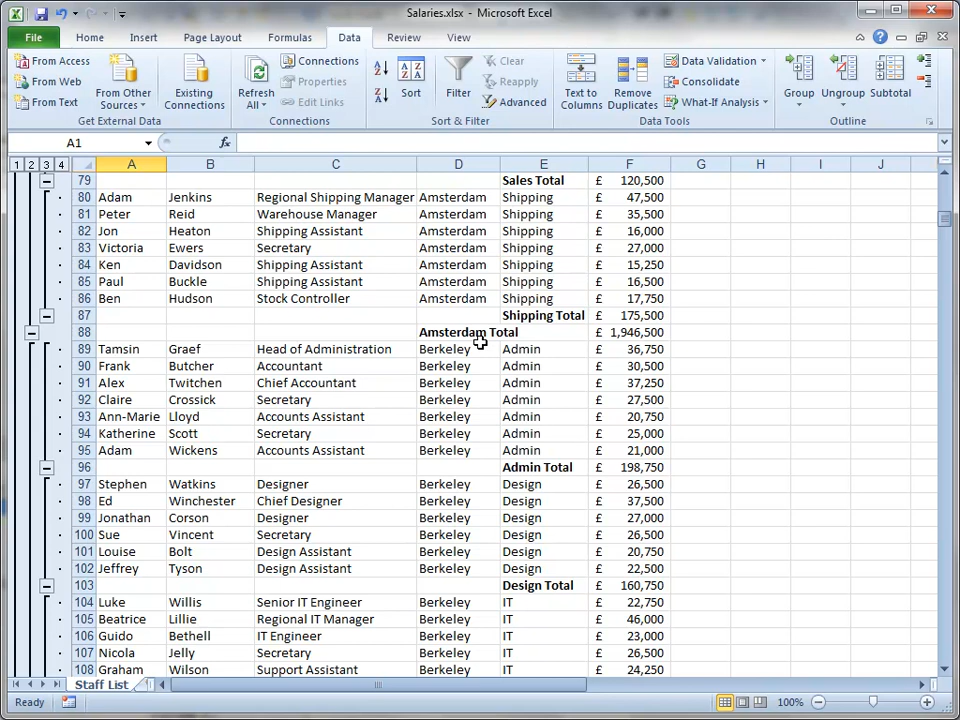 Salaries.xlsx - Microsoft Excel
File Home Insert Page Layout Formulas Data Review View
From Access
From Web
From Text
From Other Sources
Existing Connections
Get External Data
Refresh All
Connections
Properties
Edit Links
Connections
Sort
Filter
Clear
Reapply
Advanced
Sort & Filter
Text to Columns
Remove Duplicates
Data Validation
Consolidate
What-If Analysis
Data Tools
Group
Ungroup
Subtotal
Outline
A1 fx
1 2 3 4 A B C D E F G H I J
79 Sales Total £ 120,500
80 Adam Jenkins Regional Shipping Manager Amsterdam Shipping £ 47,500
81 Peter Reid Warehouse Manager Amsterdam Shipping £ 35,500
82 Jon Heaton Shipping Assistant Amsterdam Shipping £ 16,000
83 Victoria Ewers Secretary Amsterdam Shipping £ 27,000
84 Ken Davidson Shipping Assistant Amsterdam Shipping £ 15,250
85 Paul Buckle Shipping Assistant Amsterdam Shipping £ 16,500
86 Ben Hudson Stock Controller Amsterdam Shipping £ 17,750
87 Shipping Total £ 175,500
88 Amsterdam Total £ 1,946,500
89 Tamsin Graef Head of Administration Berkeley Admin £ 36,750
90 Frank Butcher Accountant Berkeley Admin £ 30,500
91 Alex Twitchen Chief Accountant Berkeley Admin £ 37,250
92 Claire Crossick Secretary Berkeley Admin £ 27,500
93 Ann-Marie Lloyd Accounts Assistant Berkeley Admin £ 20,750
94 Katherine Scott Secretary Berkeley Admin £ 25,000
95 Adam Wickens Accounts Assistant Berkeley Admin £ 21,000
96 Admin Total £ 198,750
97 Stephen Watkins Designer Berkeley Design £ 26,500
98 Ed Winchester Chief Designer Berkeley Design £ 37,500
99 Jonathan Corson Designer Berkeley Design £ 27,000
100 Sue Vincent Secretary Berkeley Design £ 26,500
101 Louise Bolt Design Assistant Berkeley Design £ 20,750
102 Jeffrey Tyson Design Assistant Berkeley Design £ 22,500
103 Design Total £ 160,750
104 Luke Willis Senior IT Engineer Berkeley IT £ 22,750
105 Beatrice Lillie Regional IT Manager Berkeley IT £ 46,000
106 Guido Bethell IT Engineer Berkeley IT £ 23,000
107 Nicola Jelly Secretary Berkeley IT £ 26,500
108 Graham Wilson Support Assistant Berkeley IT £ 24,250
Staff List
Ready 100%